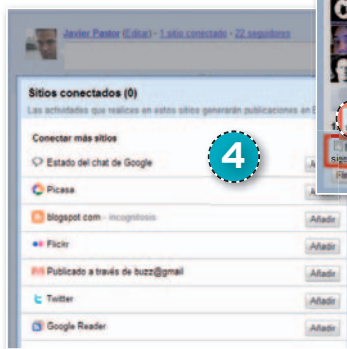 Javier Pastor (Editar) - 1 sitio conectado - 22 seguidores
Sitios conectados (0)
Las actividades que realices en estos sitios generarán publicaciones en
Conectar más sitios
Estado del chat de Google
4
Picasa
blogspot com - incognitosis Añadir
Flickr Añadir
Publicado a través de buzz@gmail Añadir
Twitter Añadir
Google Reader Añadir